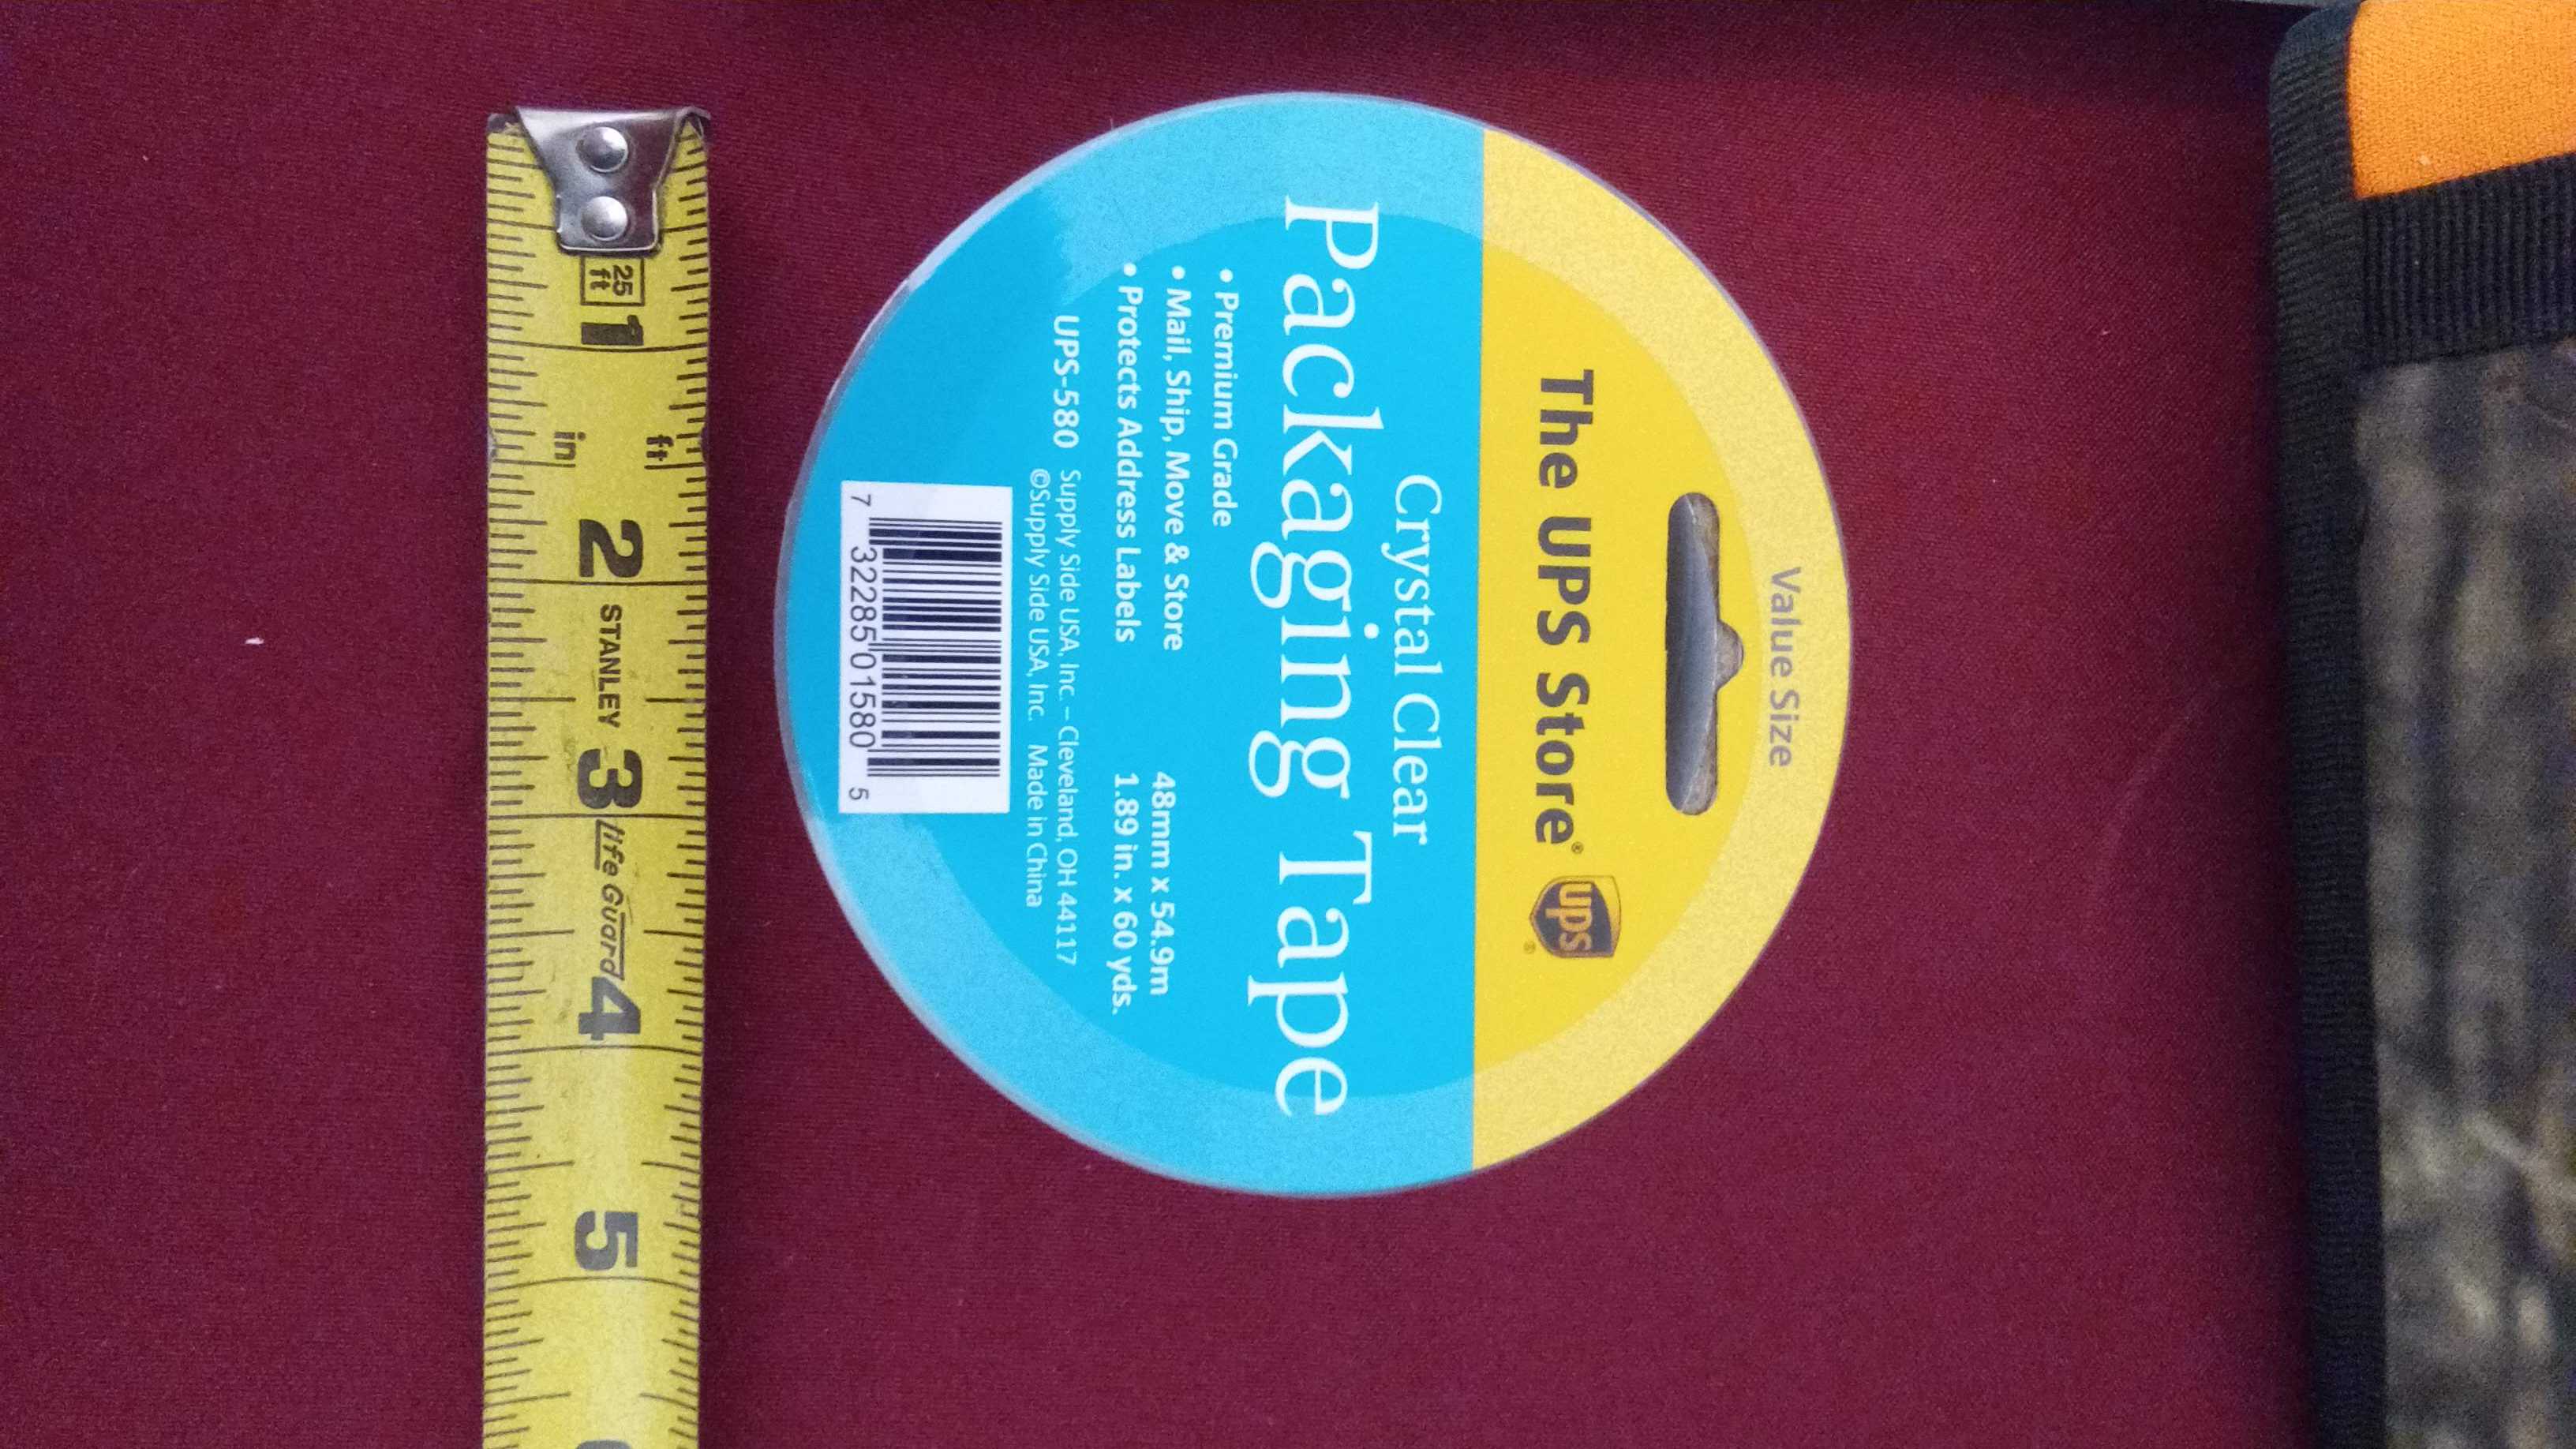 Value Size
The UPS Store®
ups®
Crystal Clear
Packaging Tape
• Premium Grade
• Mail, Ship, Move & Store
• Protects Address Labels
48mm x 54.9m
1.89 in. x 60 yds.
UPS-580 Supply Side USA, Inc. – Cleveland, OH 44117
©Supply Side USA, Inc. Made in China
7 32285 01580 5
25 ft
1
ft
in
2
STANLEY
3
life Guard
4
5